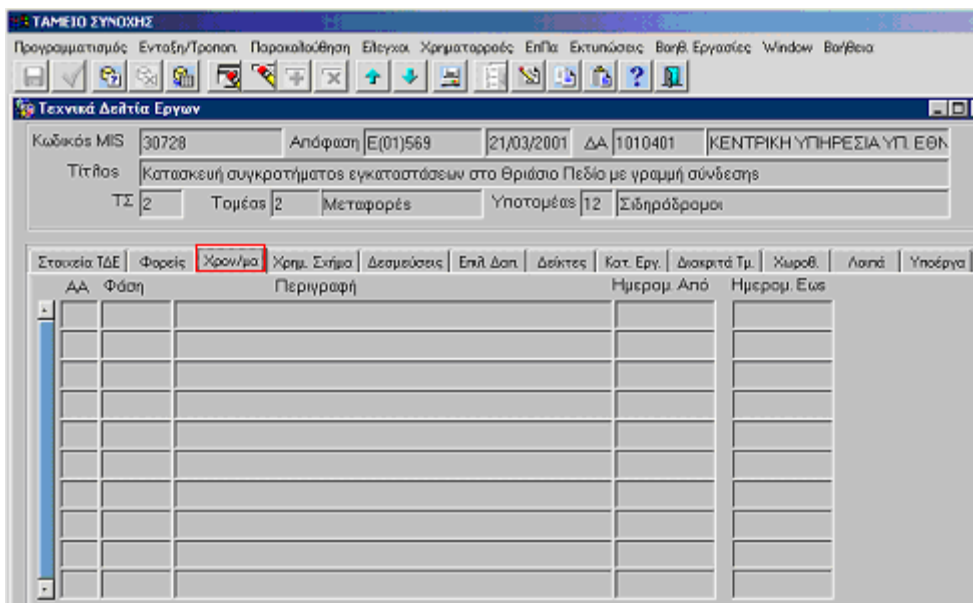 ΤΑΜΕΙΟ ΣΥΝΟΧΗΣ
Προγραμματισμός Ενταξη/Τροποπ. Παρακολούθηση Ελεγχοι Χρηματορροές ΕπΠα Εκτυπώσεις Βοηθ. Εργασίες Window Βοήθεια
Τεχνικά Δελτία Εργων
Κωδικός MIS 30728 Απόφαση Ε(01)569 21/03/2001 ΔΑ 1010401 ΚΕΝΤΡΙΚΗ ΥΠΗΡΕΣΙΑ ΥΠ. ΕΘΝ
Τίτλος Κατασκευή συγκροτήματος εγκαταστάσεων στο Θριάσιο Πεδίο με γραμμή σύνδεσης
ΤΣ 2 Τομέας 2 Μεταφορές Υποτομέας 12 Σιδηρόδρομοι
Στοιχεία ΤΔΕ Φορείς Χρον/μα Χρημ. Σχήμα Δεσμεύσεις Επιλ. Δαπ. Δείκτες Κατ. Εργ. Διακριτά Τμ. Χωροθ. Λοιπά Υποέργα
ΑΑ Φάση Περιγραφή Ημερομ. Από Ημερομ. Εως